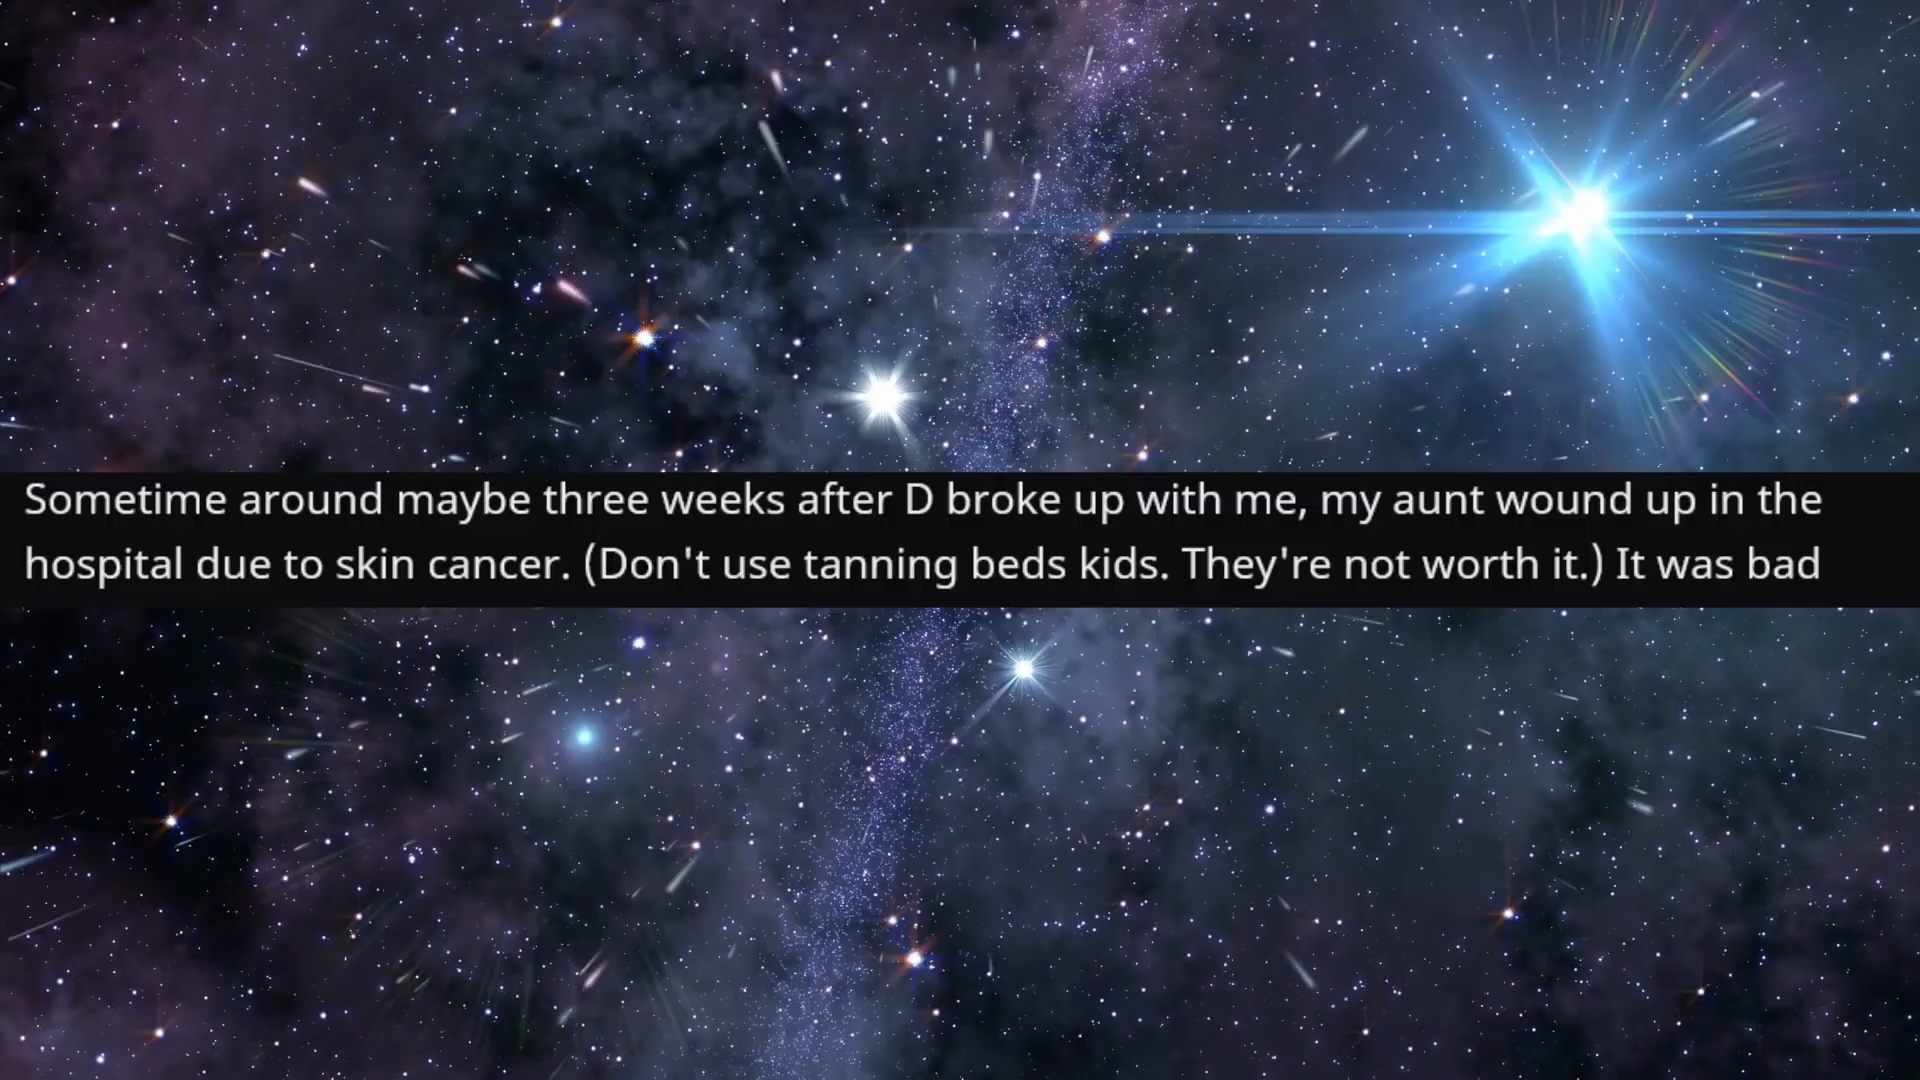 Sometime around maybe three weeks after D broke up with me, my aunt wound up in the
hospital due to skin cancer. (Don't use tanning beds kids. They're not worth it.) It was bad